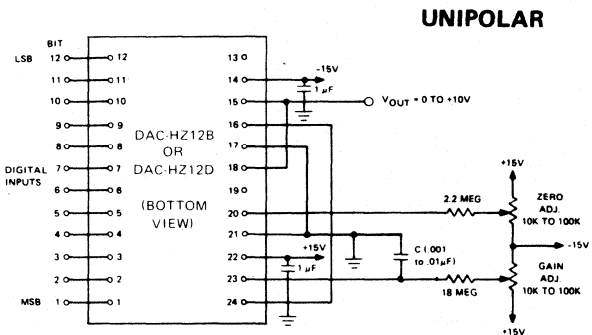 UNIPOLAR
BIT
LSB 12 12 13
11 11 14 -15V
1 µF
10 10 15 VOUT = 0 TO +10V
9 9 16
8 8 17
DAC-HZ12B
OR
DAC-HZ12D
DIGITAL INPUTS
7 7 18
6 6 19
(BOTTOM
VIEW)
5 5 20
4 4 21
3 3 22 +15V
1 µF
2 2 23
MSB 1 1 24
C (.001
to .01µF)
2.2 MEG
18 MEG
+15V
ZERO
ADJ.
10K TO 100K
-15V
GAIN
ADJ.
10K TO 100K
+15V